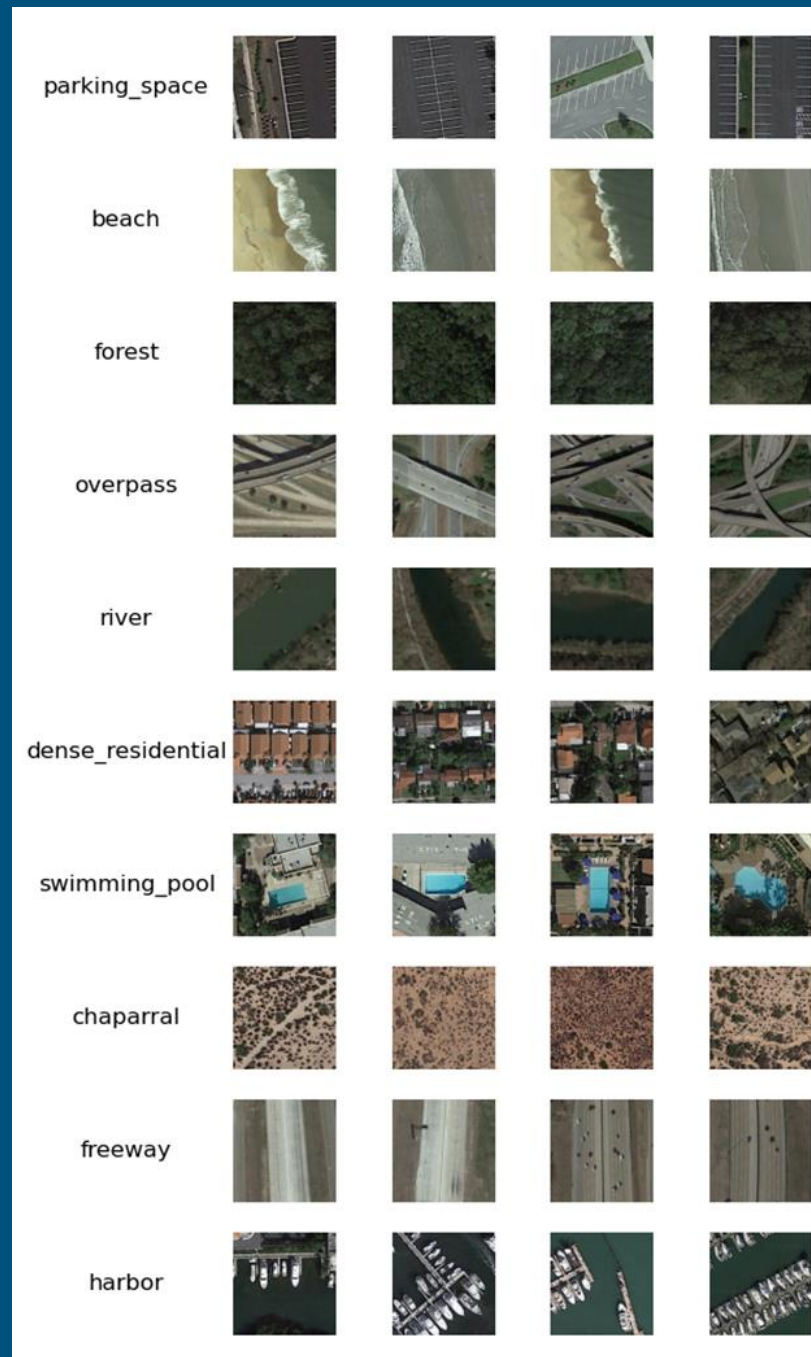 parking_space
beach
forest
overpass
river
dense_residential
swimming_pool
chaparral
freeway
harbor